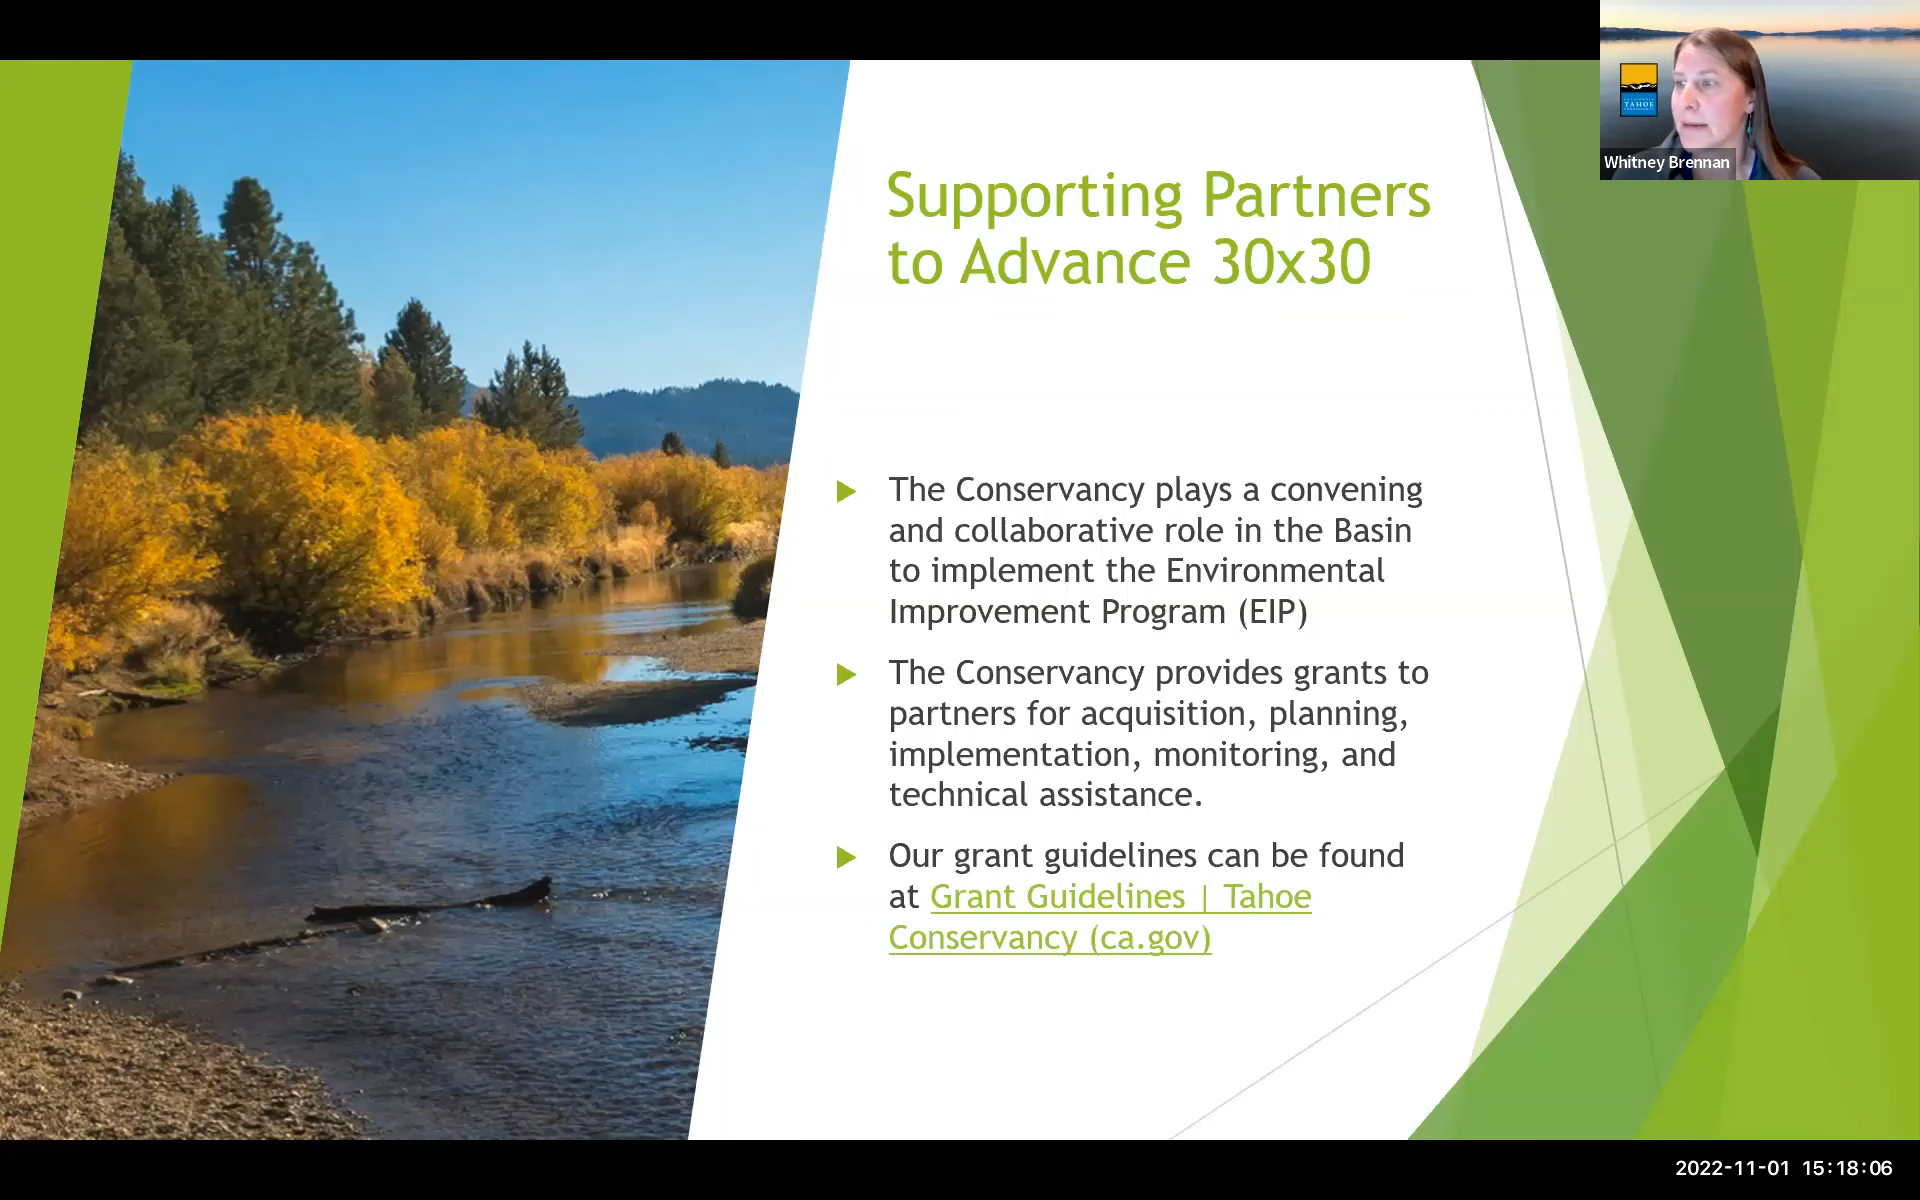 TAHOE
Whitney Brennan
Supporting Partners
to Advance 30x30
The Conservancy plays a convening
and collaborative role in the Basin
to implement the Environmental
Improvement Program (EIP)
The Conservancy provides grants to
partners for acquisition, planning,
implementation, monitoring, and
technical assistance.
Our grant guidelines can be found
at Grant Guidelines | Tahoe
Conservancy (ca.gov)
2022-11-01 15:18:06